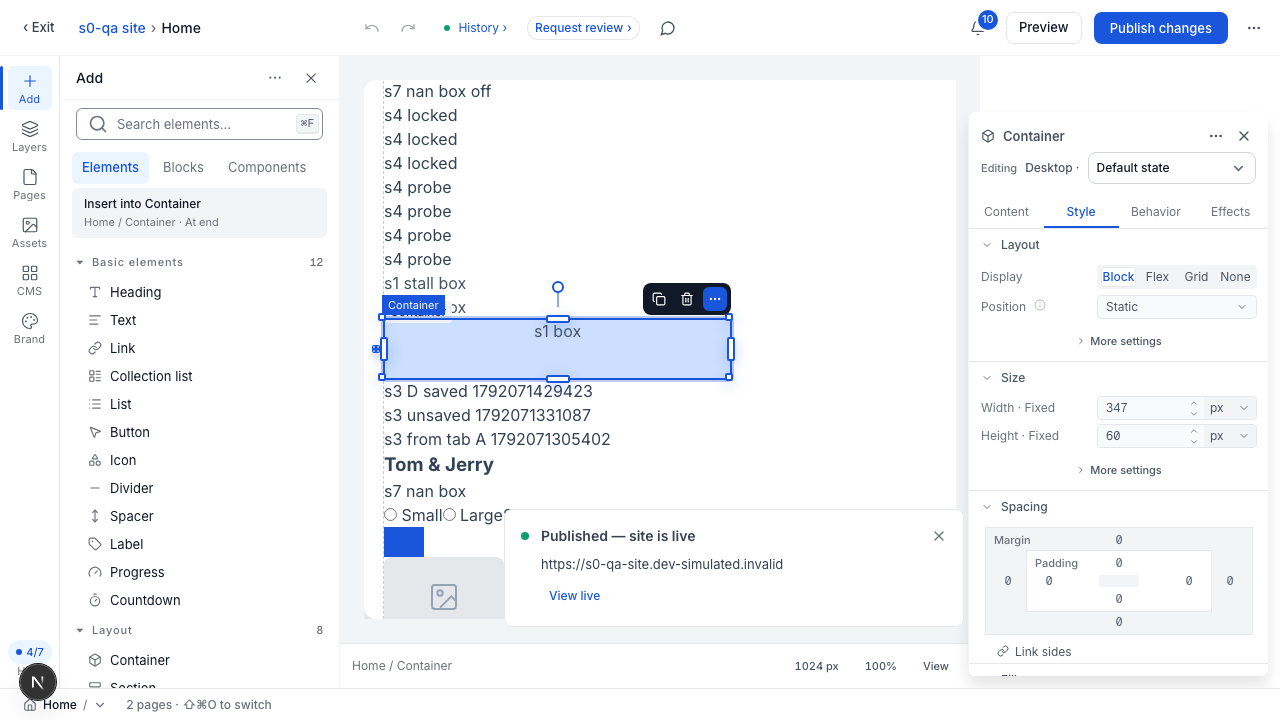 ‹ Exit
s0-qa site › Home
History ›
Request review ›
10
Preview
Publish changes
Add
Layers
Pages
Assets
CMS
Brand
4/7
N
Add
Search elements...
⌘F
Elements
Blocks
Components
Insert into Container
Home / Container · At end
Basic elements 12
Heading
Text
Link
Collection list
List
Button
Icon
Divider
Spacer
Label
Progress
Countdown
Layout 8
Container
Section
s7 nan box off
s4 locked
s4 locked
s4 locked
s4 probe
s4 probe
s4 probe
s4 probe
s1 stall box
box
Container
s1 box
s3 D saved 1792071429423
s3 unsaved 1792071331087
s3 from tab A 1792071305402
Tom & Jerry
s7 nan box
Small Large
Published — site is live
https://s0-qa-site.dev-simulated.invalid
View live
Home / Container
1024 px
100%
View
Container
Editing Desktop · Default state
Content
Style
Behavior
Effects
Layout
Display Block Flex Grid None
Position Static
› More settings
Size
Width · Fixed 347 px
Height · Fixed 60 px
› More settings
Spacing
Margin 0
Padding 0
0 0 0 0
0
0
Link sides
Home / 2 pages · ⇧⌘O to switch